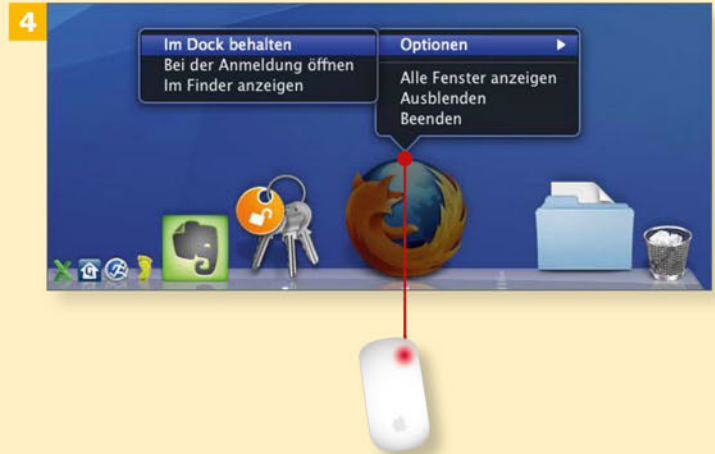 4
Im Dock behalten
Bei der Anmeldung öffnen
Im Finder anzeigen
Optionen
Alle Fenster anzeigen
Ausblenden
Beenden